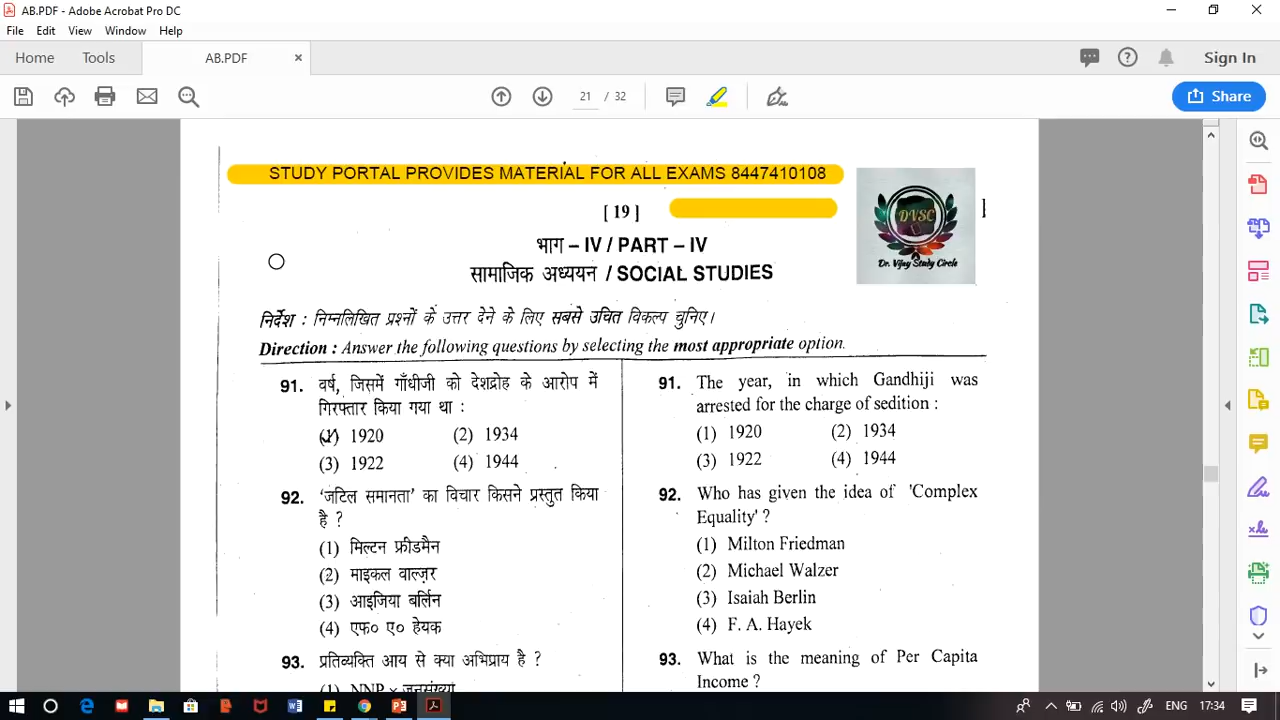 AB.PDF - Adobe Acrobat Pro DC
File Edit View Window Help
Home Tools AB.PDF × Sign In
21 / 32 Share
STUDY PORTAL PROVIDES MATERIAL FOR ALL EXAMS 8447410108
[ 19 ]
DVSC
Dr. Vijay Study Circle
भाग – IV / PART – IV
सामाजिक अध्ययन / SOCIAL STUDIES
निर्देश : निम्नलिखित प्रश्नों के उत्तर देने के लिए सबसे उचित विकल्प चुनिए।
Direction : Answer the following questions by selecting the most appropriate option.
91. वर्ष, जिसमें गाँधीजी को देशद्रोह के आरोप में
गिरफ्तार किया गया था :
(1) 1920 (2) 1934
(3) 1922 (4) 1944
92. 'जटिल समानता' का विचार किसने प्रस्तुत किया
है ?
(1) मिल्टन फ्रीडमैन
(2) माइकल वाल्ज़र
(3) आइजिया बर्लिन
(4) एफ० ए० हेयक
93. प्रतिव्यक्ति आय से क्या अभिप्राय है ?
(1) NNP × जनसंख्या
91. The year, in which Gandhiji was
arrested for the charge of sedition :
(1) 1920 (2) 1934
(3) 1922 (4) 1944
92. Who has given the idea of 'Complex
Equality' ?
(1) Milton Friedman
(2) Michael Walzer
(3) Isaiah Berlin
(4) F. A. Hayek
93. What is the meaning of Per Capita
Income ?
ENG 17:34